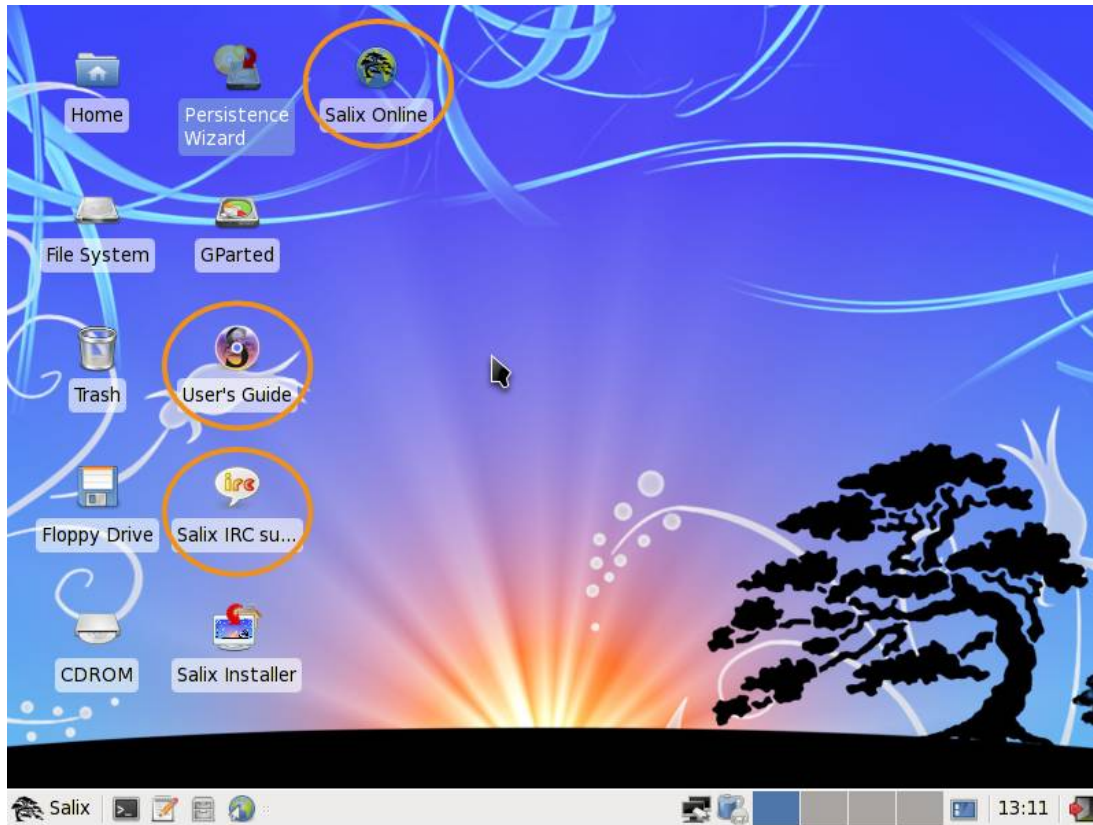 Home
Persistence
Wizard
Salix Online
File System
GParted
Trash
User's Guide
irc
Floppy Drive
Salix IRC su...
CDROM
Salix Installer
Salix
13:11